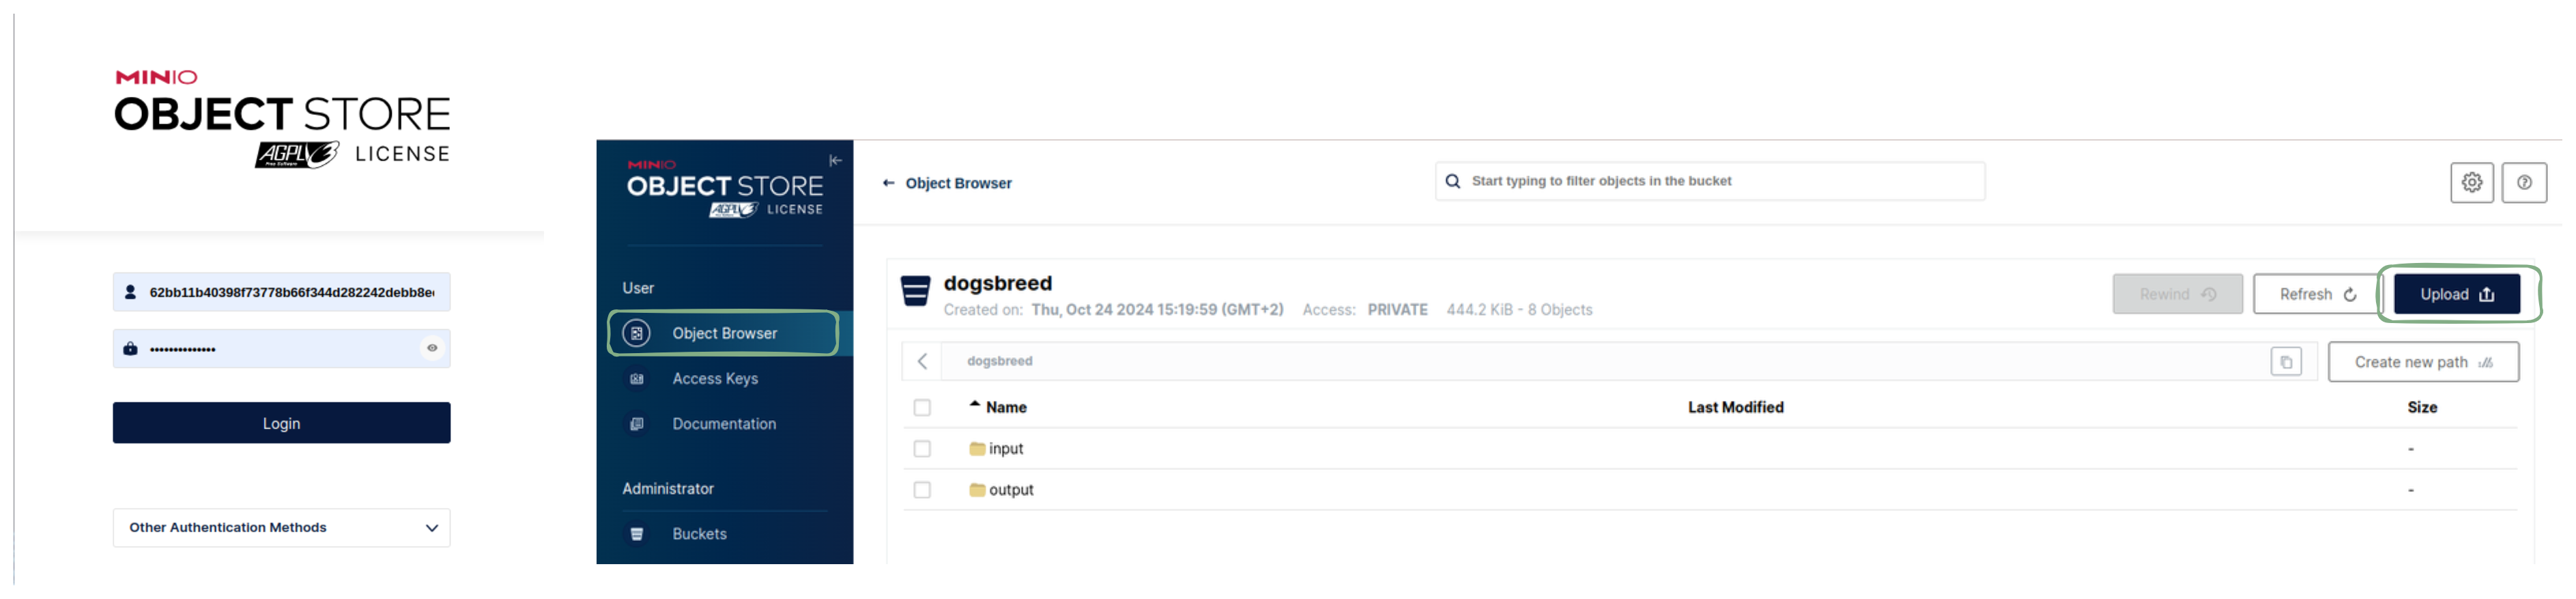 MINIO
OBJECT STORE
AGPLV3 LICENSE
Free Software
62bb11b40398f73778b66f344d282242debb8e
••••••••••••••
Login
Other Authentication Methods
MINIO
OBJECT STORE
AGPLV3 LICENSE
User
Object Browser
Access Keys
Documentation
Administrator
Buckets
← Object Browser
Start typing to filter objects in the bucket
dogsbreed
Created on: Thu, Oct 24 2024 15:19:59 (GMT+2) Access: PRIVATE 444.2 KiB - 8 Objects
Rewind
Refresh
Upload
dogsbreed
Create new path
Name Last Modified Size
input -
output -